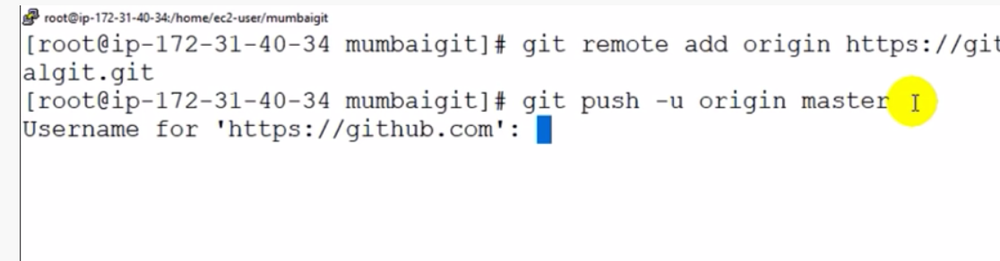 root@ip-172-31-40-34:/home/ec2-user/mumbaigit
[root@ip-172-31-40-34 mumbaigit]# git remote add origin https://git
algit.git
[root@ip-172-31-40-34 mumbaigit]# git push -u origin master
Username for 'https://github.com':